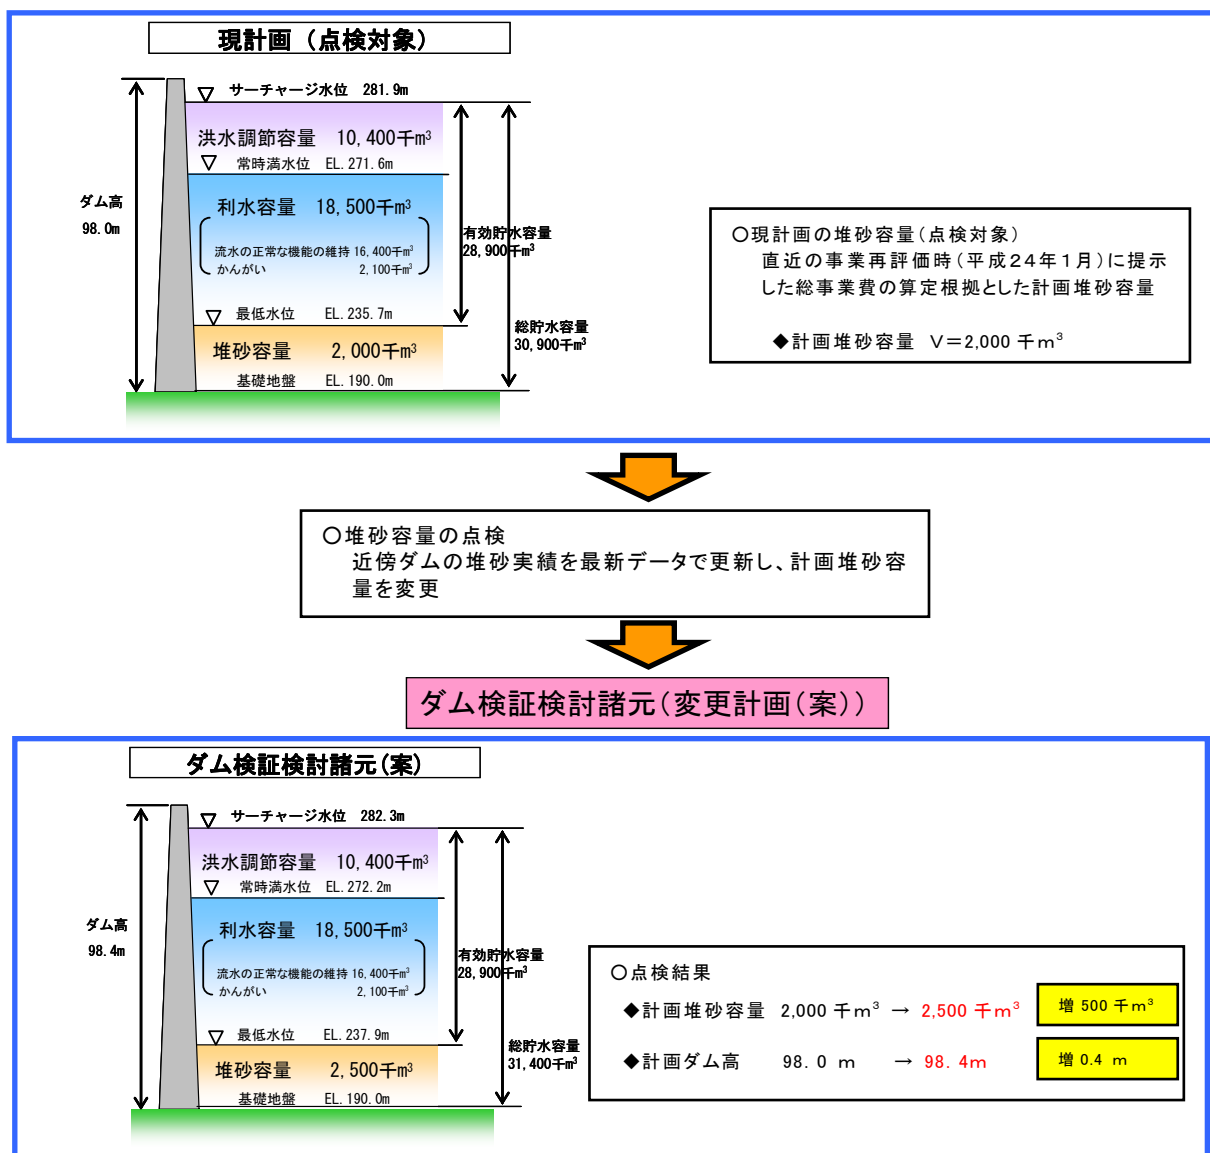 現計画（点検対象）
サーチャージ水位 281.9m
洪水調節容量 10,400千m³
常時満水位 EL.271.6m
ダム高
98.0m
利水容量 18,500千m³
流水の正常な機能の維持 16,400千m³
かんがい 2,100千m³
有効貯水容量
28,900千m³
最低水位 EL.235.7m
総貯水容量
30,900千m³
堆砂容量 2,000千m³
基礎地盤 EL.190.0m
○現計画の堆砂容量（点検対象）
直近の事業再評価時（平成２４年１月）に提示
した総事業費の算定根拠とした計画堆砂容量
◆計画堆砂容量 V＝2,000 千m³
○堆砂容量の点検
近傍ダムの堆砂実績を最新データで更新し、計画堆砂容
量を変更
ダム検証検討諸元（変更計画（案））
ダム検証検討諸元（案）
サーチャージ水位 282.3m
洪水調節容量 10,400千m³
常時満水位 EL.272.2m
ダム高
98.4m
利水容量 18,500千m³
流水の正常な機能の維持 16,400千m³
かんがい 2,100千m³
有効貯水容量
28,900千m³
最低水位 EL.237.9m
総貯水容量
31,400千m³
堆砂容量 2,500千m³
基礎地盤 EL.190.0m
○点検結果
◆計画堆砂容量 2,000 千m³ → 2,500 千m³ 増 500 千m³
◆計画ダム高 98.0 m → 98.4m 増 0.4 m